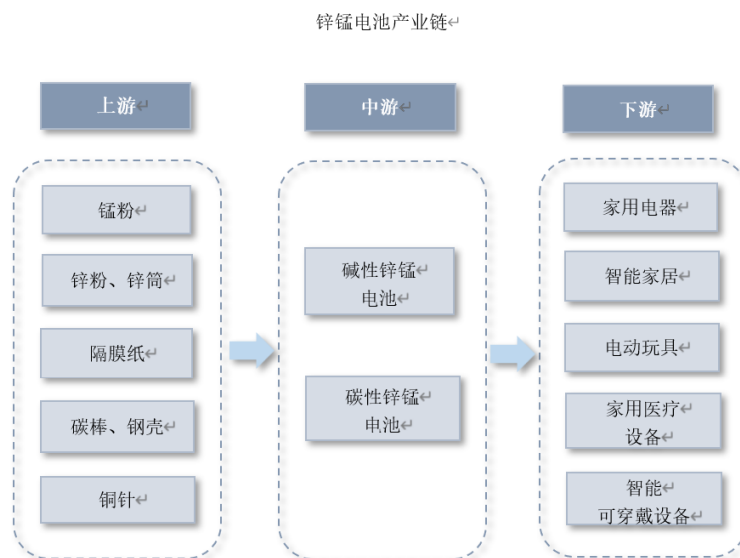 锌锰电池产业链
上游
锰粉
锌粉、锌筒
隔膜纸
碳棒、钢壳
铜针
中游
碱性锌锰
电池
碳性锌锰
电池
下游
家用电器
智能家居
电动玩具
家用医疗
设备
智能
可穿戴设备